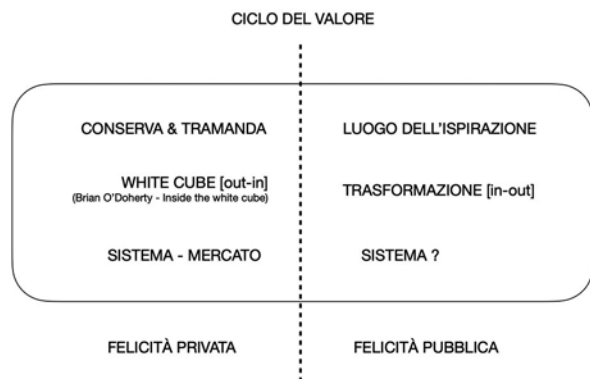 CICLO DEL VALORE
CONSERVA & TRAMANDA
LUOGO DELL'ISPIRAZIONE
WHITE CUBE [out-in]
(Brian O'Doherty - Inside the white cube)
TRASFORMAZIONE [in-out]
SISTEMA - MERCATO
SISTEMA ?
FELICITÀ PRIVATA
FELICITÀ PUBBLICA